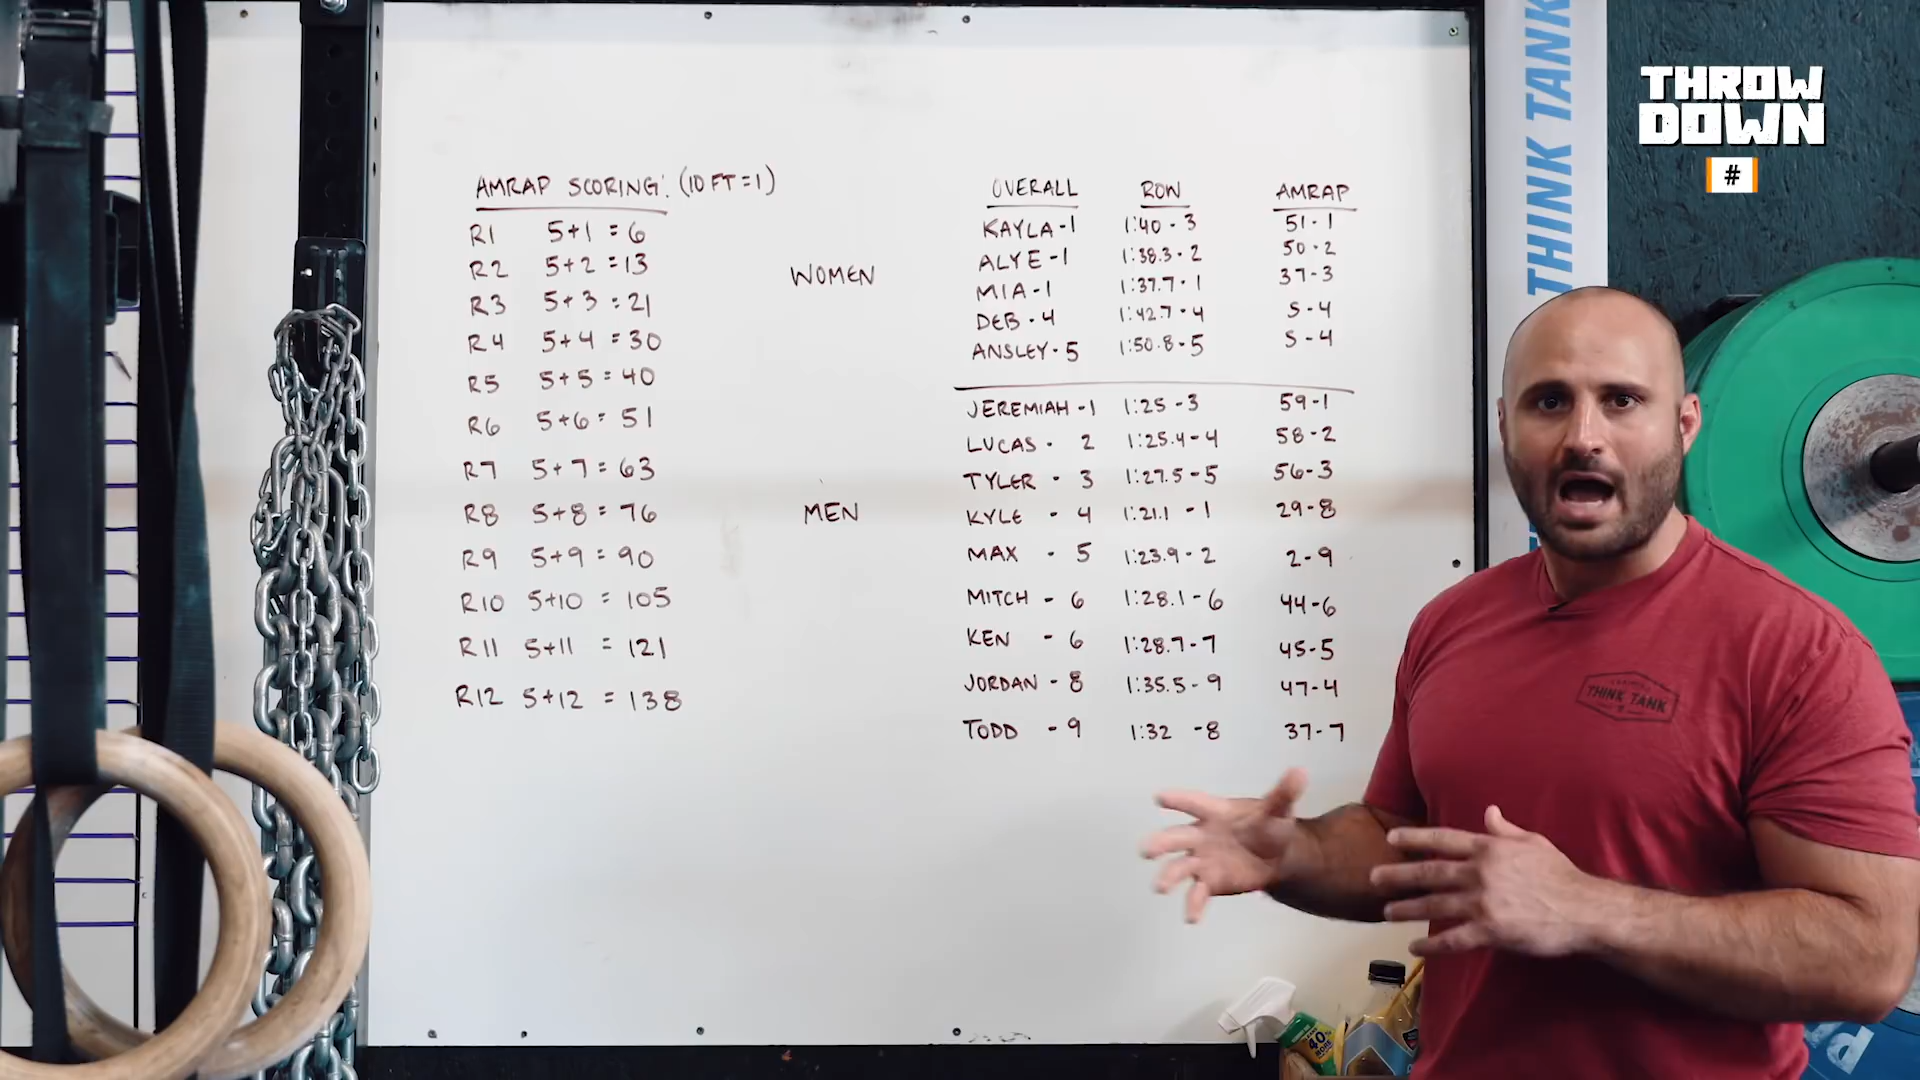 THROW
DOWN
#
THINK TANK
THINK TANK
AMRAP SCORING: (10 FT = 1)
R1 5+1 = 6
R2 5+2 = 13
R3 5+3 = 21
R4 5+4 = 30
R5 5+5 = 40
R6 5+6 = 51
R7 5+7 = 63
R8 5+8 = 76
R9 5+9 = 90
R10 5+10 = 105
R11 5+11 = 121
R12 5+12 = 138
WOMEN
MEN
OVERALL ROW AMRAP
KAYLA - 1 1:40 - 3 51 - 1
ALYE - 1 1:38.3 - 2 50 - 2
MIA - 1 1:37.7 - 1 37 - 3
DEB - 4 1:42.7 - 4 5 - 4
ANSLEY - 5 1:50.8 - 5 5 - 4
JEREMIAH - 1 1:25 - 3 59 - 1
LUCAS - 2 1:25.4 - 4 58 - 2
TYLER - 3 1:27.5 - 5 56 - 3
KYLE - 4 1:21.1 - 1 29 - 8
MAX - 5 1:23.9 - 2 2 - 9
MITCH - 6 1:28.1 - 6 44 - 6
KEN - 6 1:28.7 - 7 45 - 5
JORDAN - 8 1:35.5 - 9 47 - 4
TODD - 9 1:32 - 8 37 - 7
THINK TANK
40